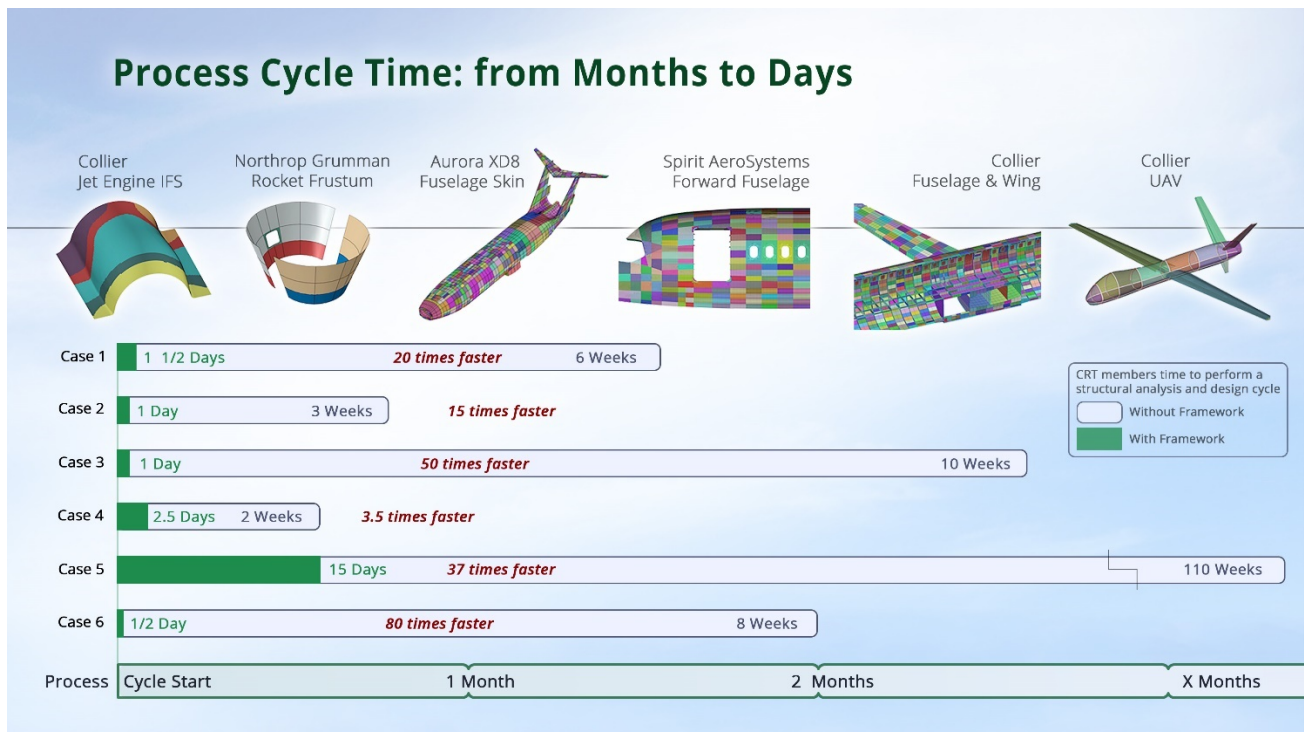 Process Cycle Time: from Months to Days
Collier
Jet Engine IFS
Northrop Grumman
Rocket Frustum
Aurora XD8
Fuselage Skin
Spirit AeroSystems
Forward Fuselage
Collier
Fuselage & Wing
Collier
UAV
Case 1 1 1/2 Days 20 times faster 6 Weeks
CRT members time to perform a
structural analysis and design cycle
Without Framework
With Framework
Case 2 1 Day 3 Weeks 15 times faster
Case 3 1 Day 50 times faster 10 Weeks
Case 4 2.5 Days 2 Weeks 3.5 times faster
Case 5 15 Days 37 times faster 110 Weeks
Case 6 1/2 Day 80 times faster 8 Weeks
Process Cycle Start 1 Month 2 Months X Months